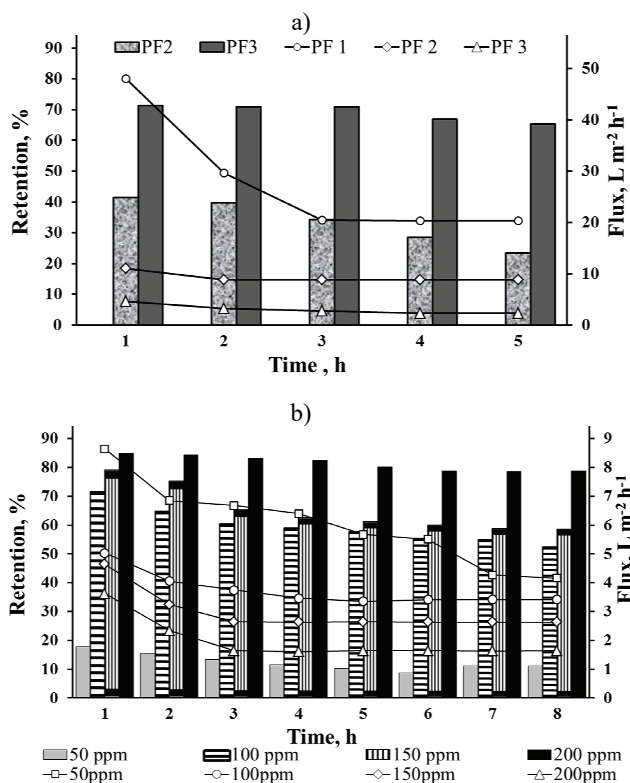 a)
PF2 PF3 PF 1 PF 2 PF 3
Retention, %
90
80
70
60
50
40
30
20
10
0
Flux, L m-2 h-1
50
40
30
20
10
0
1 2 3 4 5
Time , h
b)
Retention, %
90
80
70
60
50
40
30
20
10
0
Flux, L m-2 h-1
9
8
7
6
5
4
3
2
1
0
1 2 3 4 5 6 7 8
Time, h
50 ppm 100 ppm 150 ppm 200 ppm
50ppm 100ppm 150ppm 200ppm